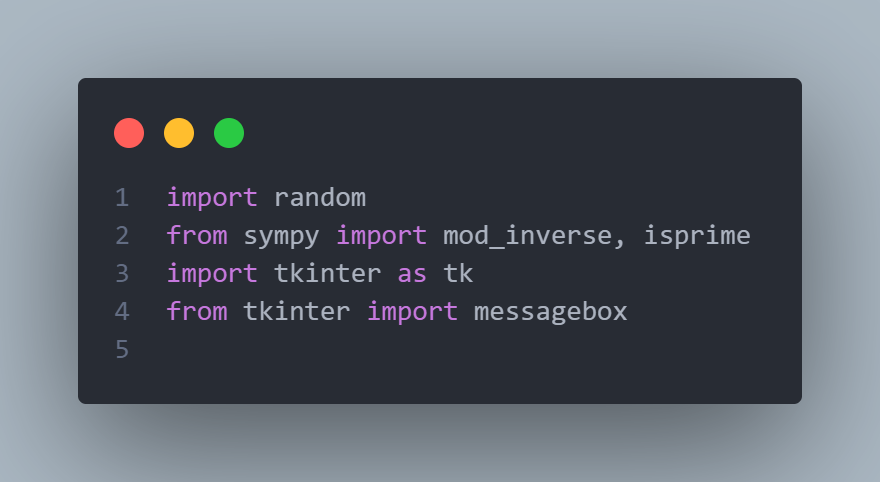 1 import random
2 from sympy import mod_inverse, isprime
3 import tkinter as tk
4 from tkinter import messagebox
5